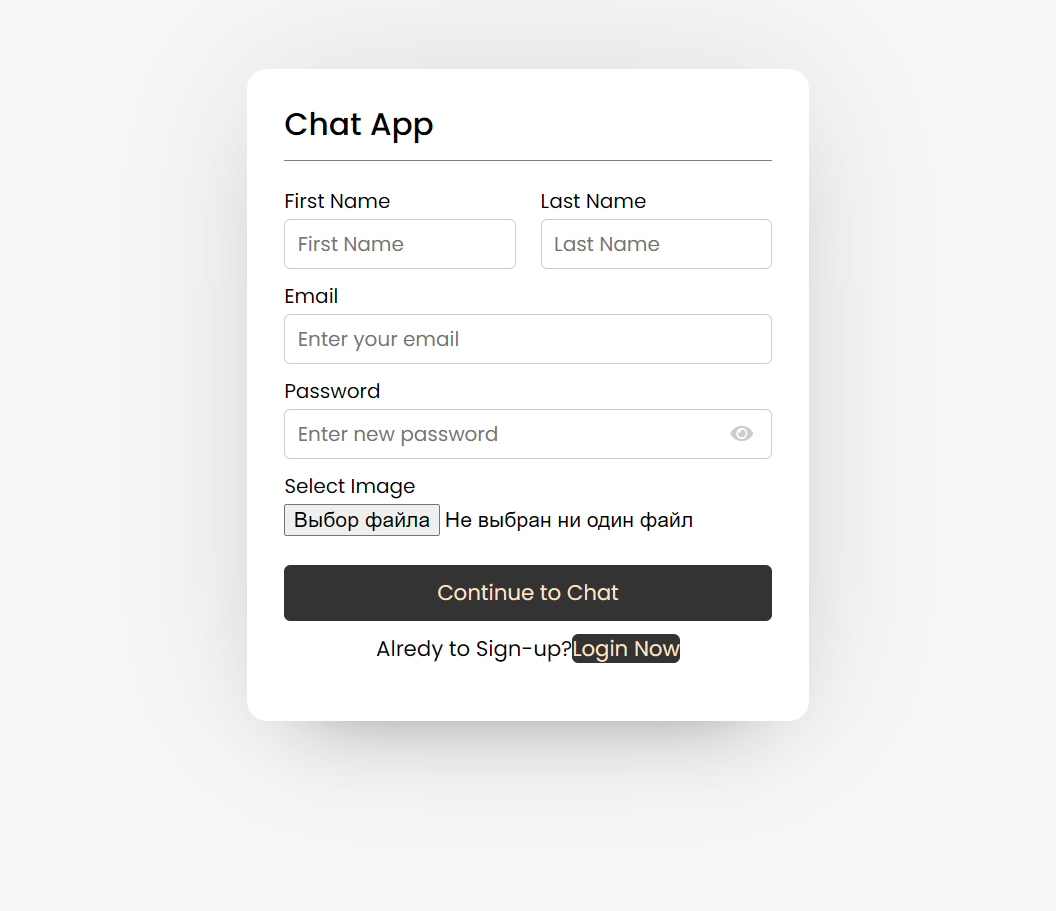 Chat App
First Name Last Name
First Name Last Name
Email
Enter your email
Password
Enter new password
Select Image
Выбор файла Не выбран ни один файл
Continue to Chat
Alredy to Sign-up?Login Now